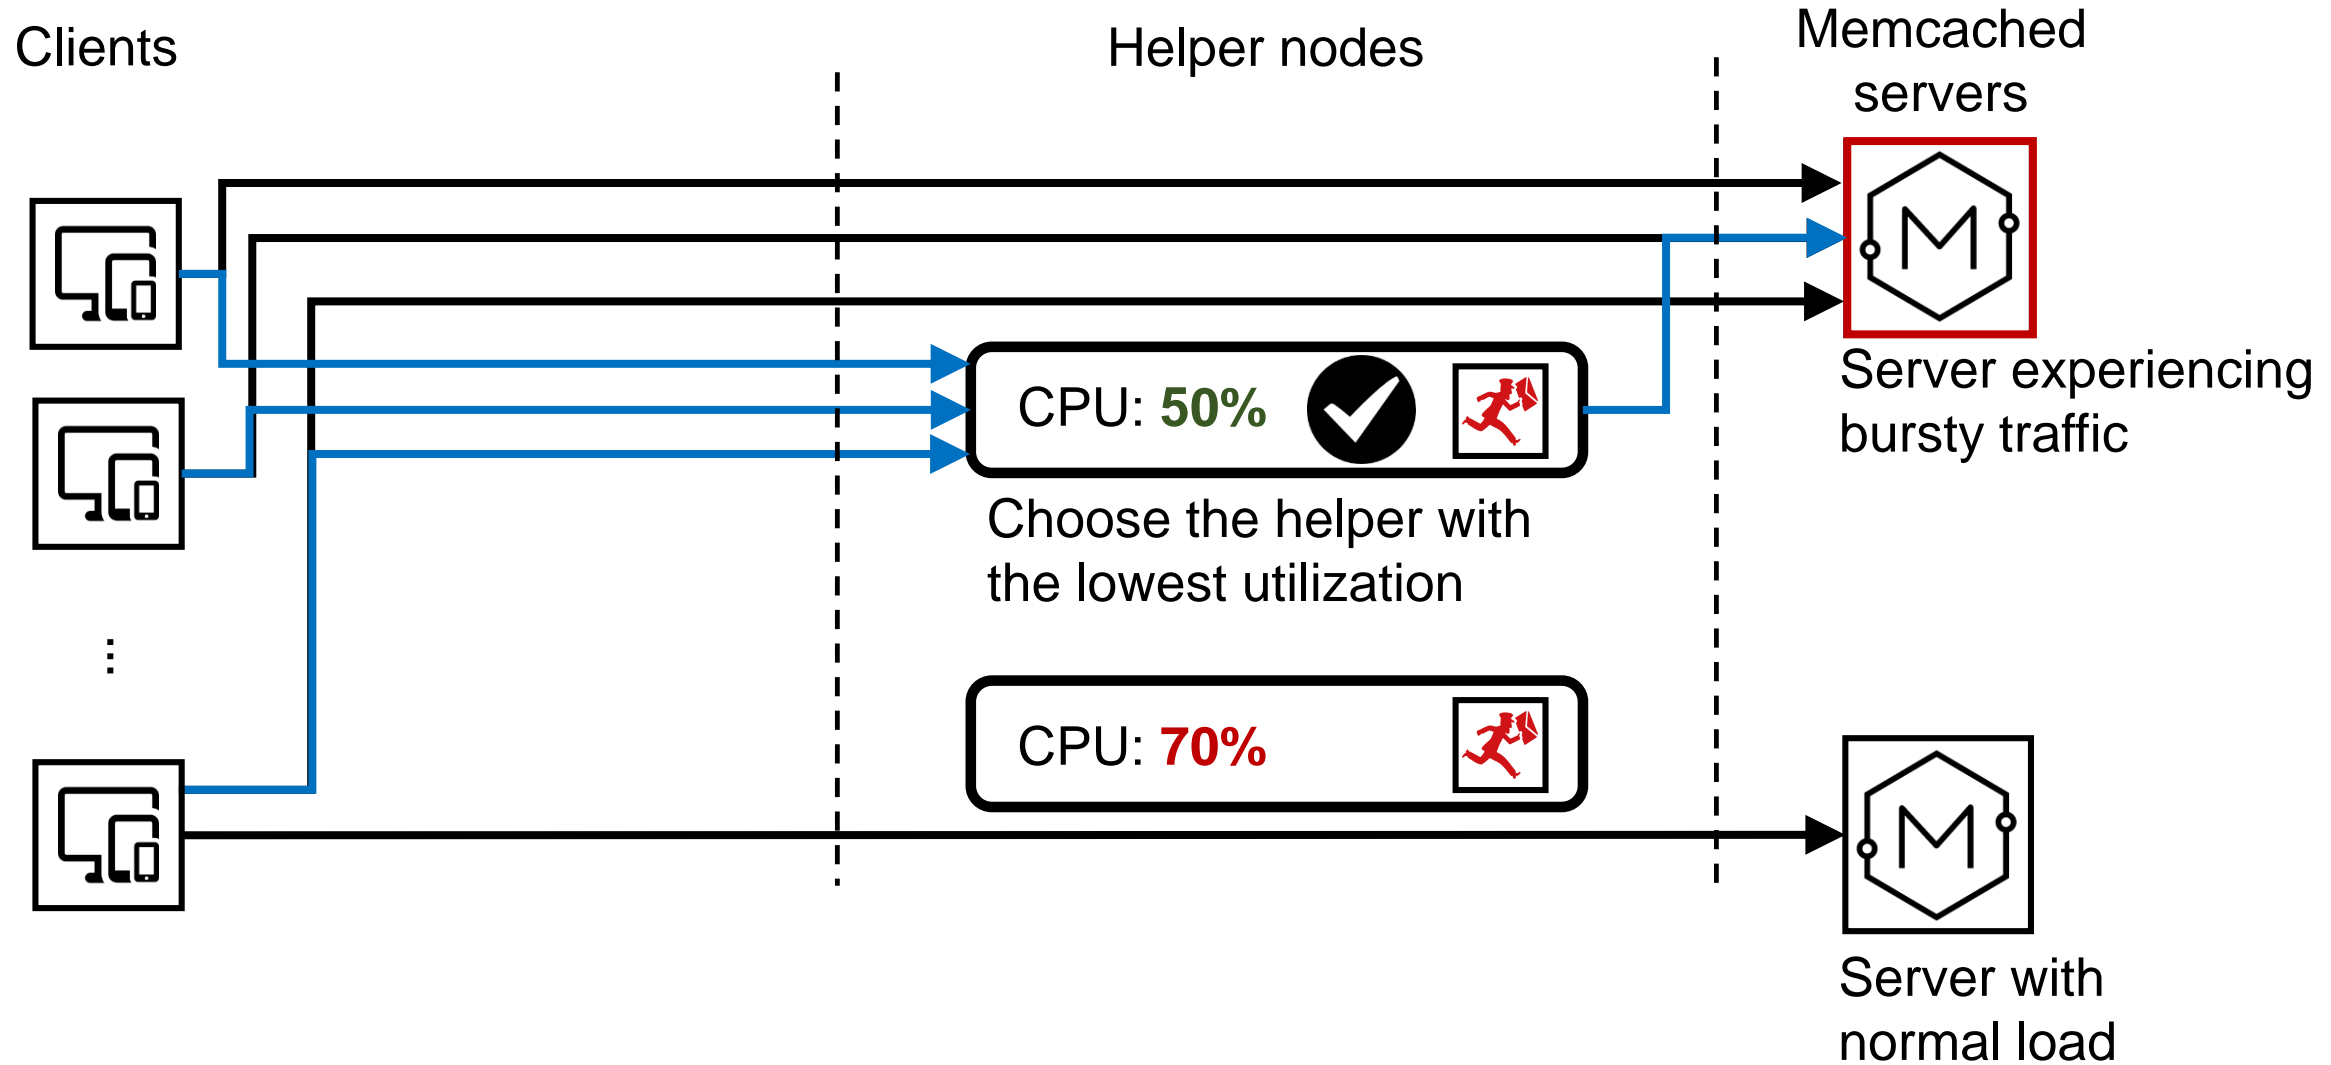 Clients
Helper nodes
Memcached
servers
CPU: 50%
Server experiencing
bursty traffic
Choose the helper with
the lowest utilization
...
CPU: 70%
Server with
normal load